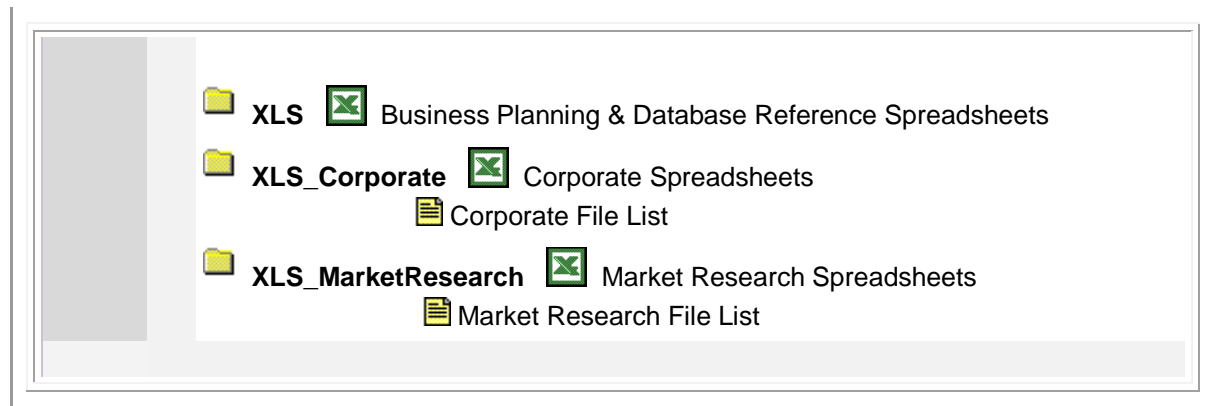 XLS Business Planning & Database Reference Spreadsheets
XLS_Corporate Corporate Spreadsheets
Corporate File List
XLS_MarketResearch Market Research Spreadsheets
Market Research File List